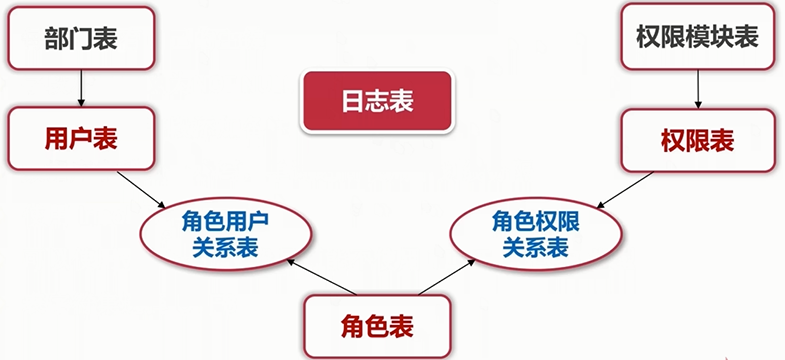 部门表
权限模块表
日志表
用户表
权限表
角色用户
关系表
角色权限
关系表
角色表